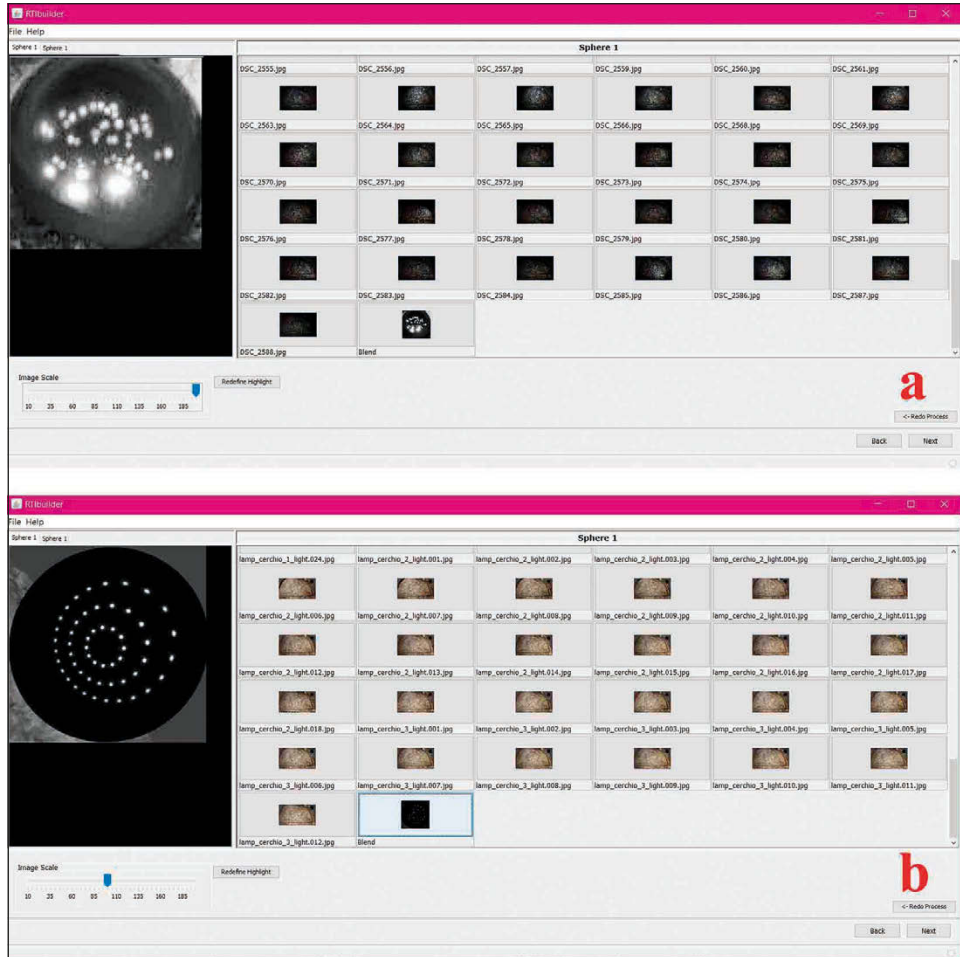 RTIbuilder
File Help
Sphere 1 Sphere 1
Sphere 1
DSC_2555.jpg DSC_2556.jpg DSC_2557.jpg DSC_2559.jpg DSC_2560.jpg DSC_2561.jpg
DSC_2563.jpg DSC_2564.jpg DSC_2565.jpg DSC_2566.jpg DSC_2568.jpg DSC_2569.jpg
DSC_2570.jpg DSC_2571.jpg DSC_2572.jpg DSC_2573.jpg DSC_2574.jpg DSC_2575.jpg
DSC_2576.jpg DSC_2577.jpg DSC_2578.jpg DSC_2579.jpg DSC_2580.jpg DSC_2581.jpg
DSC_2582.jpg DSC_2583.jpg DSC_2584.jpg DSC_2585.jpg DSC_2586.jpg DSC_2587.jpg
DSC_2588.jpg Blend
Image Scale
Redefine Highlight
10 35 60 85 110 135 160 185
a
<- Redo Process
Back Next
RTIbuilder
File Help
Sphere 1 Sphere 1
Sphere 1
lamp_cerchio_1_light.024.jpg lamp_cerchio_2_light.001.jpg lamp_cerchio_2_light.002.jpg lamp_cerchio_2_light.003.jpg lamp_cerchio_2_light.004.jpg lamp_cerchio_2_light.005.jpg
lamp_cerchio_2_light.006.jpg lamp_cerchio_2_light.007.jpg lamp_cerchio_2_light.008.jpg lamp_cerchio_2_light.009.jpg lamp_cerchio_2_light.010.jpg lamp_cerchio_2_light.011.jpg
lamp_cerchio_2_light.012.jpg lamp_cerchio_2_light.013.jpg lamp_cerchio_2_light.014.jpg lamp_cerchio_2_light.015.jpg lamp_cerchio_2_light.016.jpg lamp_cerchio_2_light.017.jpg
lamp_cerchio_2_light.018.jpg lamp_cerchio_3_light.001.jpg lamp_cerchio_3_light.002.jpg lamp_cerchio_3_light.003.jpg lamp_cerchio_3_light.004.jpg lamp_cerchio_3_light.005.jpg
lamp_cerchio_3_light.006.jpg lamp_cerchio_3_light.007.jpg lamp_cerchio_3_light.008.jpg lamp_cerchio_3_light.009.jpg lamp_cerchio_3_light.010.jpg lamp_cerchio_3_light.011.jpg
lamp_cerchio_3_light.012.jpg Blend
Image Scale
Redefine Highlight
10 35 60 85 110 135 160 185
b
<- Redo Process
Back Next